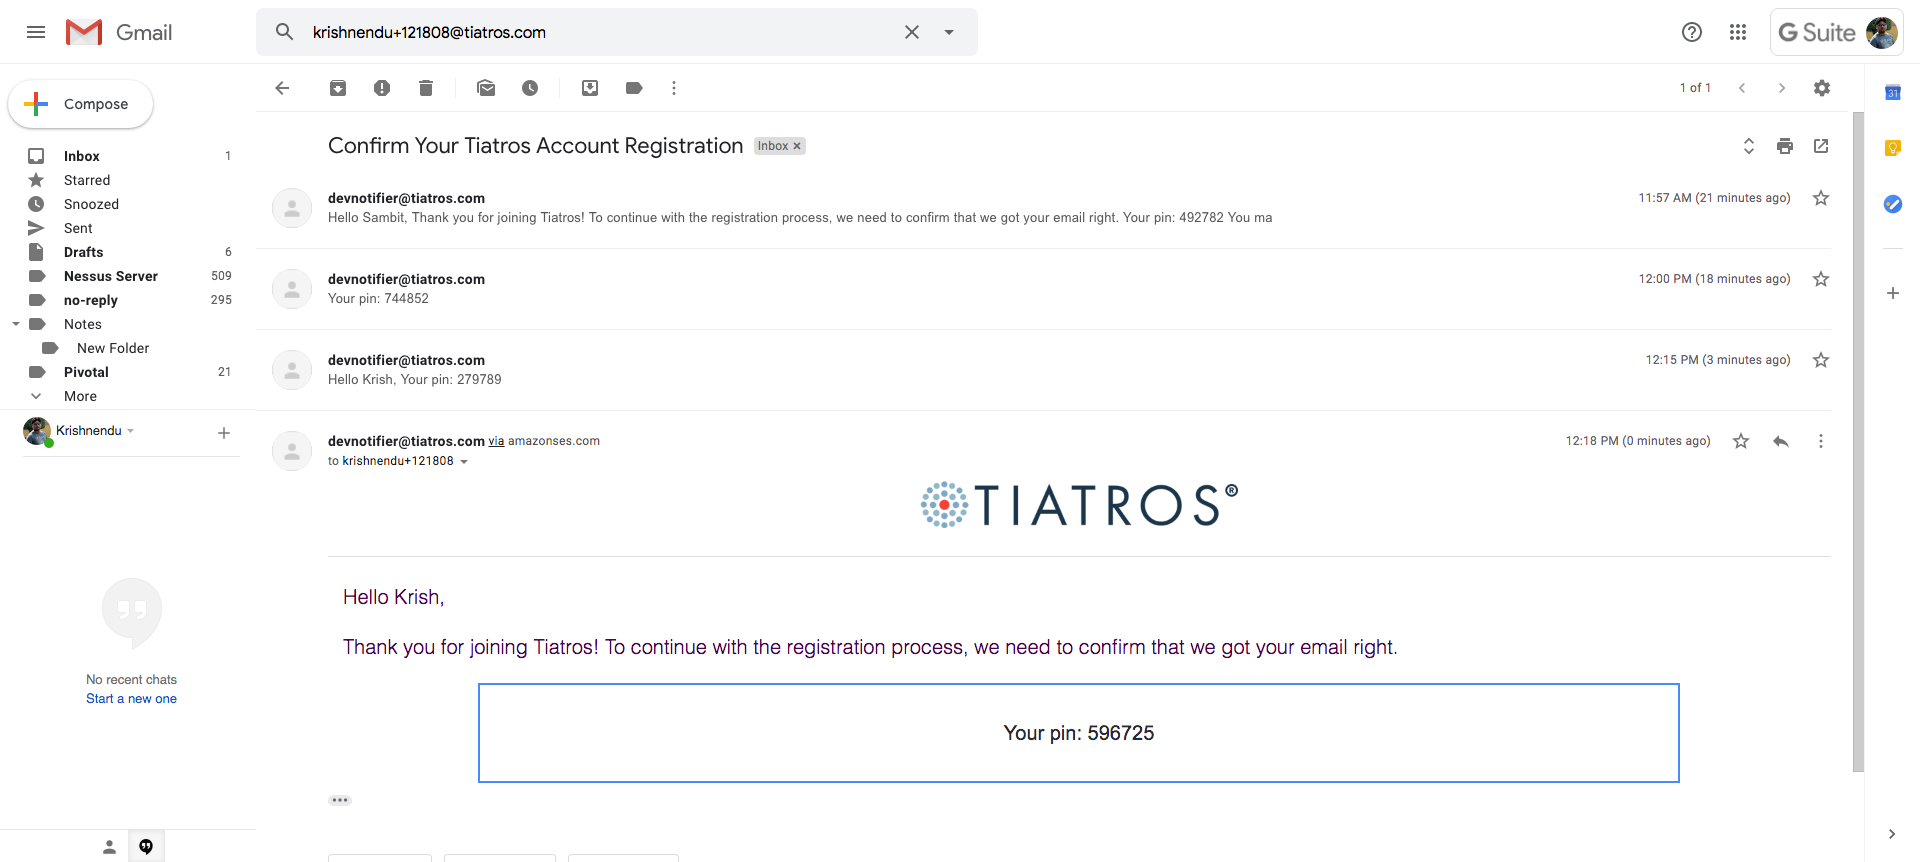 Gmail
krishnendu+121808@tiatros.com
G Suite
Compose
1 of 1
31
Confirm Your Tiatros Account Registration Inbox x
Inbox 1
Starred
Snoozed
Sent
Drafts 6
Nessus Server 509
no-reply 295
Notes
New Folder
Pivotal 21
More
Krishnendu
No recent chats
Start a new one
devnotifier@tiatros.com 11:57 AM (21 minutes ago)
Hello Sambit, Thank you for joining Tiatros! To continue with the registration process, we need to confirm that we got your email right. Your pin: 492782 You ma
devnotifier@tiatros.com 12:00 PM (18 minutes ago)
Your pin: 744852
devnotifier@tiatros.com 12:15 PM (3 minutes ago)
Hello Krish, Your pin: 279789
devnotifier@tiatros.com via amazonses.com 12:18 PM (0 minutes ago)
to krishnendu+121808
TIATROS®
Hello Krish,
Thank you for joining Tiatros! To continue with the registration process, we need to confirm that we got your email right.
Your pin: 596725